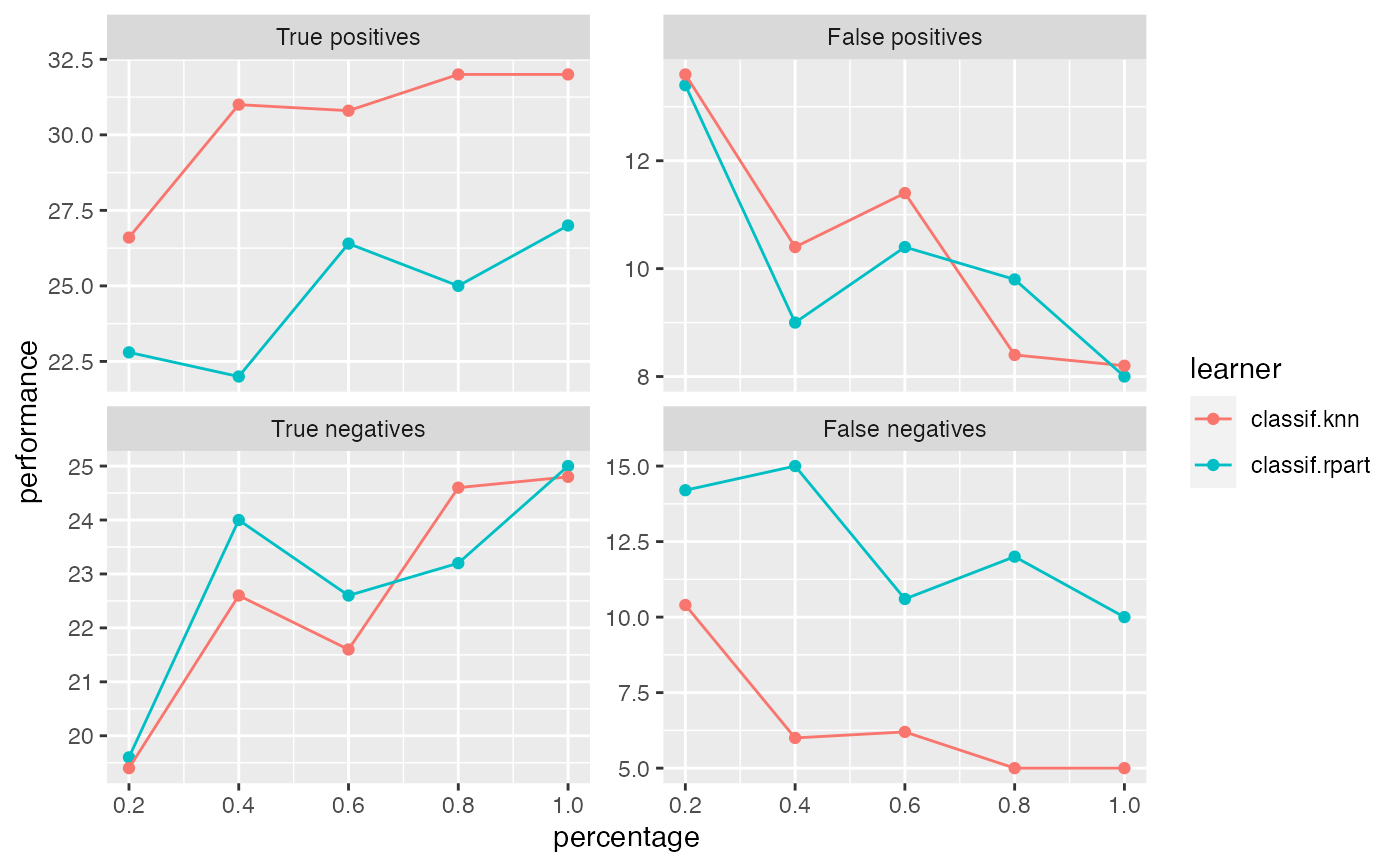 True positives
False positives
32.5
30.0
27.5
25.0
22.5
12
10
8
True negatives
False negatives
25
24
23
22
21
20
15.0
12.5
10.0
7.5
5.0
0.2 0.4 0.6 0.8 1.0
0.2 0.4 0.6 0.8 1.0
percentage
performance
learner
classif.knn
classif.rpart